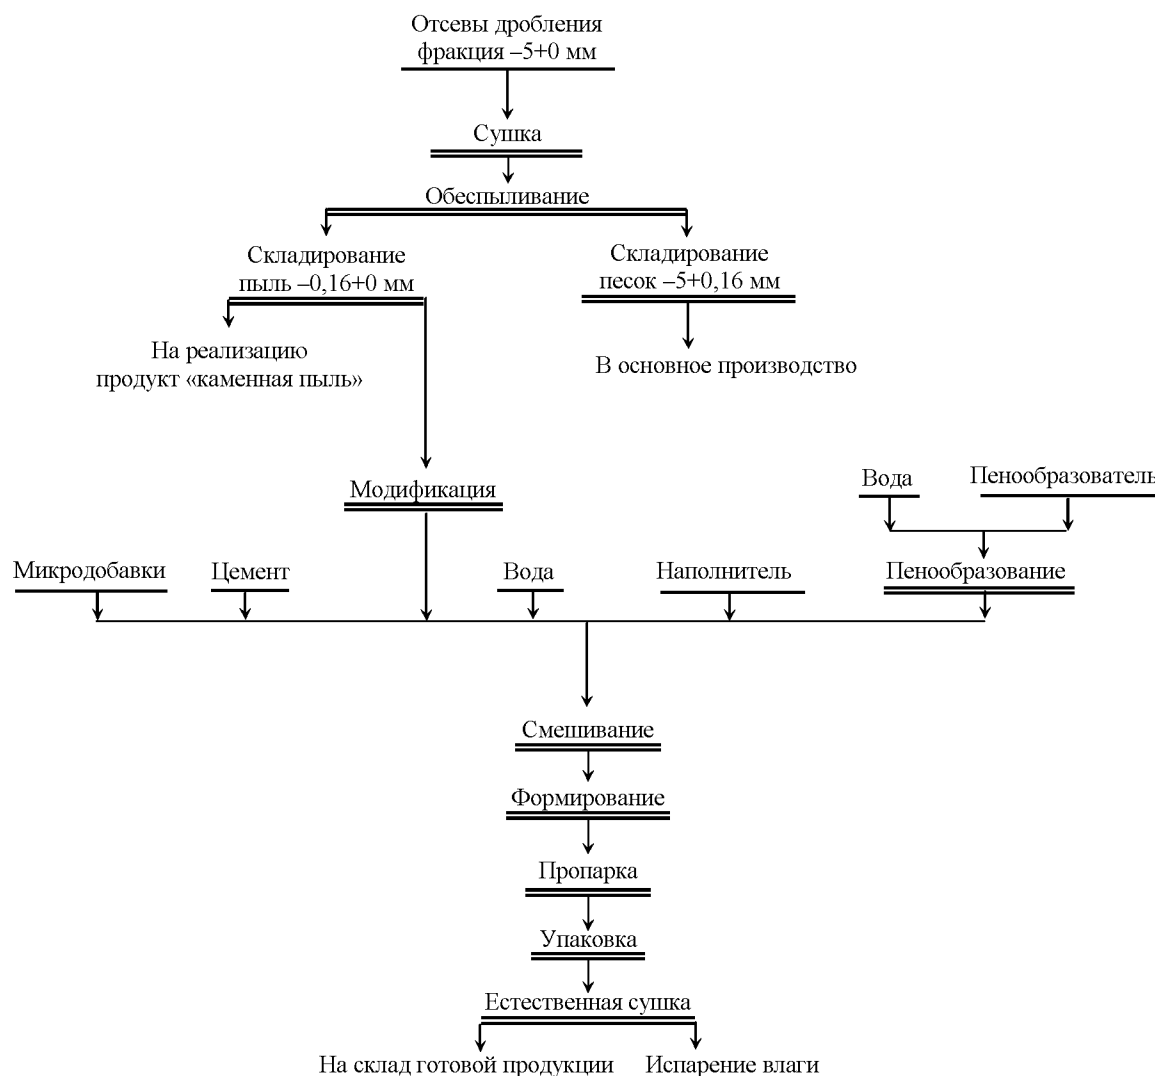 Отсевы дробления
фракция –5+0 мм
Сушка
Обеспыливание
Складирование
пыль –0,16+0 мм
Складирование
песок –5+0,16 мм
На реализацию
продукт «каменная пыль»
В основное производство
Модификация
Вода
Пенообразователь
Микродобавки
Цемент
Вода
Наполнитель
Пенообразование
Смешивание
Формирование
Пропарка
Упаковка
Естественная сушка
На склад готовой продукции
Испарение влаги